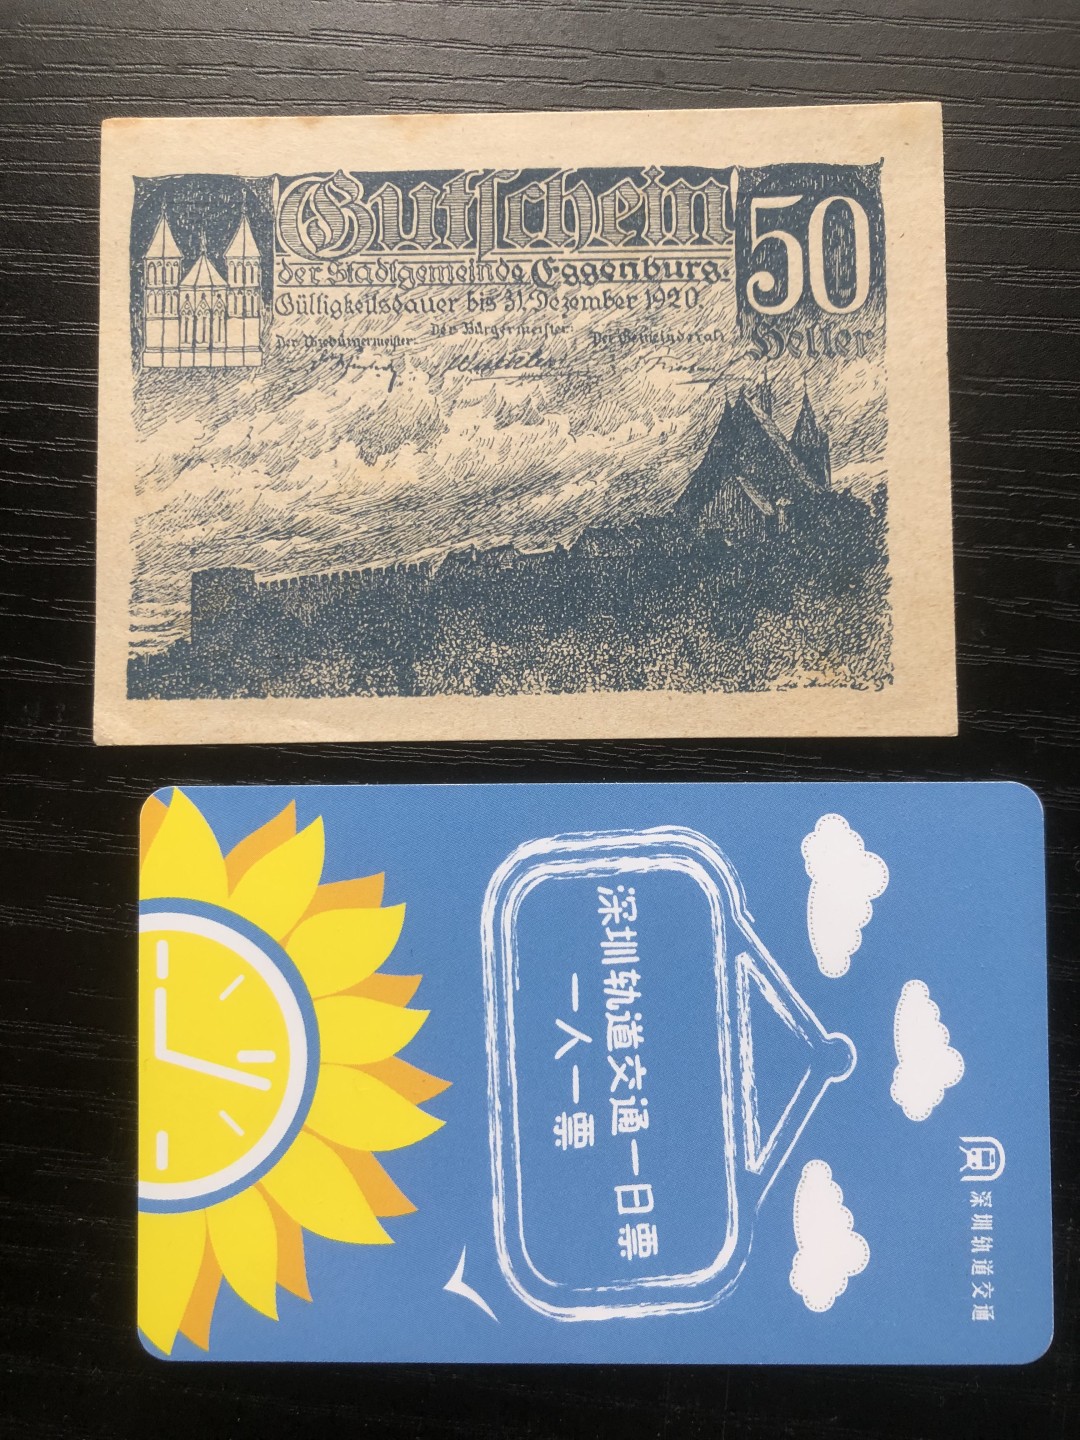 Gutschein
der Stadtgemeinde Eggenburg.
Gültigkeitsdauer bis 31. Dezember 1920.
50
Heller
Der Vizebürgermeister:
Der Bürgermeister:
Der Gemeinderat:
深圳轨道交通一日票
一人一票
深圳轨道交通